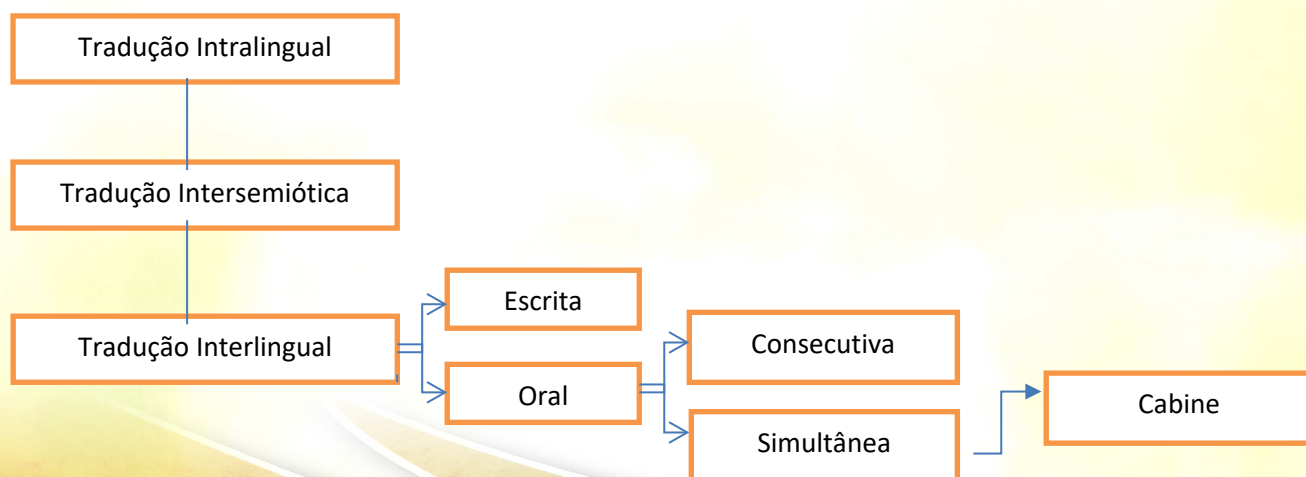 Tradução Intralingual
Tradução Intersemiótica
Tradução Interlingual
Escrita
Oral
Consecutiva
Simultânea
Cabine